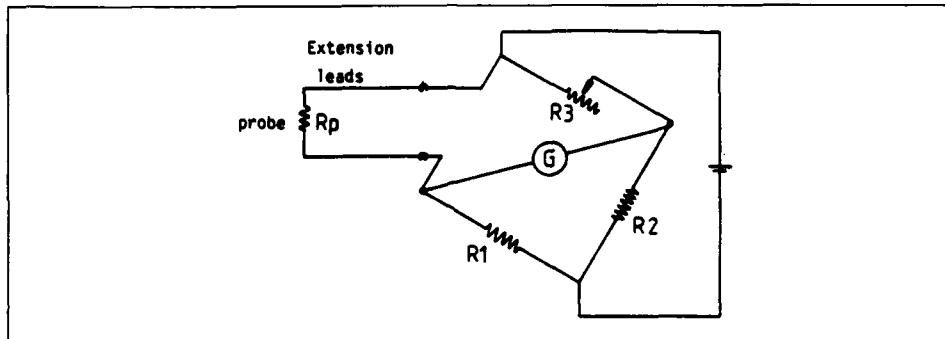 Extension
leads
probe
Rp
R3
G
R1
R2